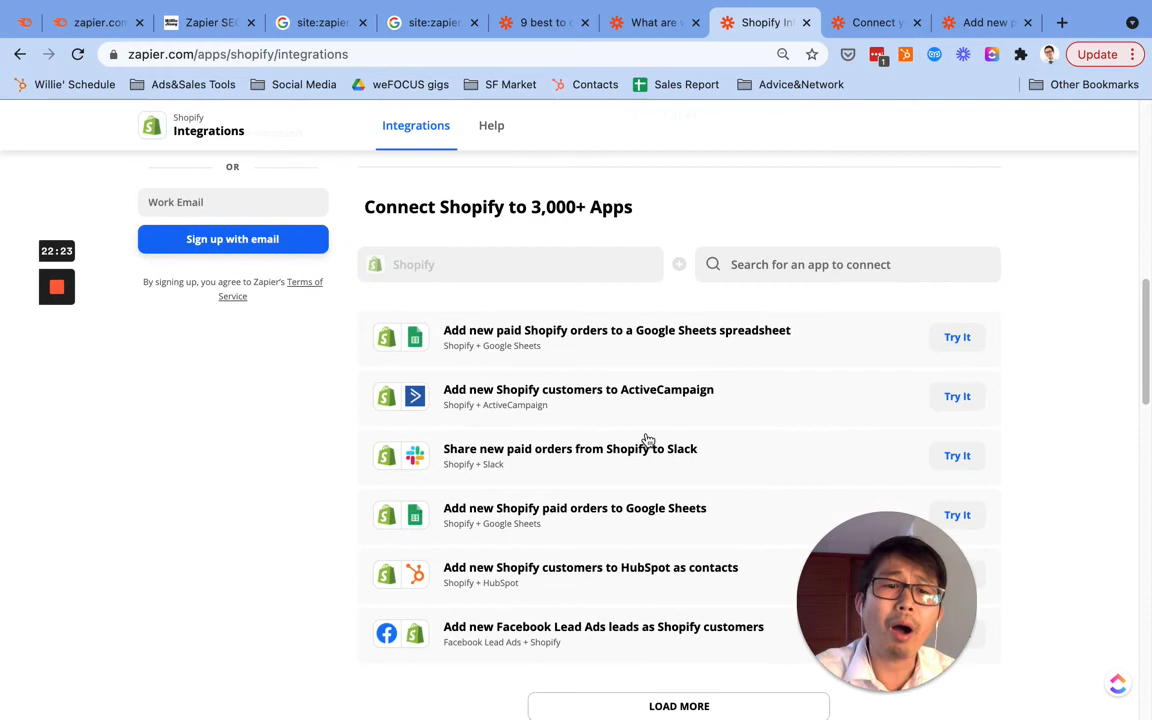 zapier.com
Zapier SEO
site:zapier
site:zapier
9 best to
What are
Shopify In
Connect y
Add new p
zapier.com/apps/shopify/integrations
Update
1
Willie' Schedule
Ads&Sales Tools
Social Media
weFOCUS gigs
SF Market
Contacts
Sales Report
Advice&Network
Other Bookmarks
Shopify
Integrations
Integrations
Help
OR
Work Email
Sign up with email
By signing up, you agree to Zapier's Terms of
Service
22:23
Connect Shopify to 3,000+ Apps
Shopify
Search for an app to connect
Add new paid Shopify orders to a Google Sheets spreadsheet
Shopify + Google Sheets
Try It
Add new Shopify customers to ActiveCampaign
Shopify + ActiveCampaign
Try It
Share new paid orders from Shopify to Slack
Shopify + Slack
Try It
Add new Shopify paid orders to Google Sheets
Shopify + Google Sheets
Try It
Add new Shopify customers to HubSpot as contacts
Shopify + HubSpot
Add new Facebook Lead Ads leads as Shopify customers
Facebook Lead Ads + Shopify
LOAD MORE